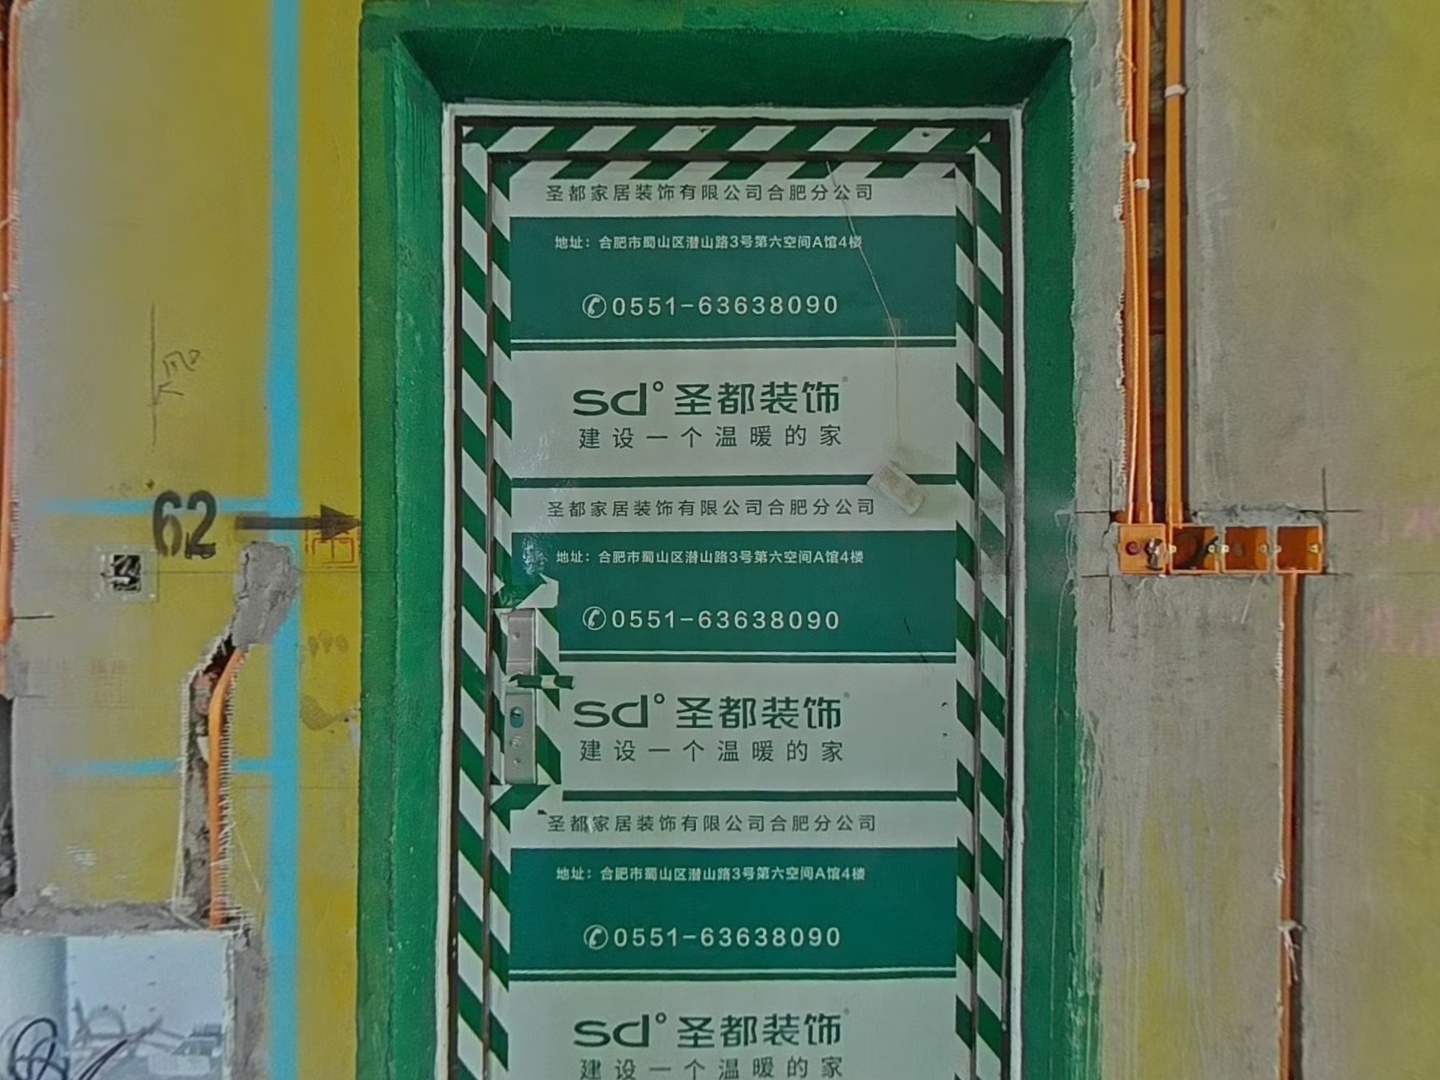 圣都家居装饰有限公司合肥分公司
地址：合肥市蜀山区潜山路3号第六空间A馆4楼
0551-63638090
sd°圣都装饰
建设一个温暖的家
62
圣都家居装饰有限公司合肥分公司
地址：合肥市蜀山区潜山路3号第六空间A馆4楼
0551-63638090
sd°圣都装饰
建设一个温暖的家
圣都家居装饰有限公司合肥分公司
地址：合肥市蜀山区潜山路3号第六空间A馆4楼
0551-63638090
sd°圣都装饰
建设一个温暖的家